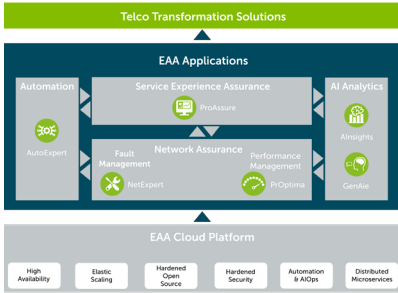 Telco Transformation Solutions
EAA Applications
Automation
AutoExpert
Service Experience Assurance
ProAssure
Network Assurance
Fault
Management
NetExpert
Performance
Management
PrOptima
AI Analytics
AInsights
GenAie
EAA Cloud Platform
High
Availability
Elastic
Scaling
Hardened
Open
Source
Hardened
Security
Automation
& AIOps
Distributed
Microservices